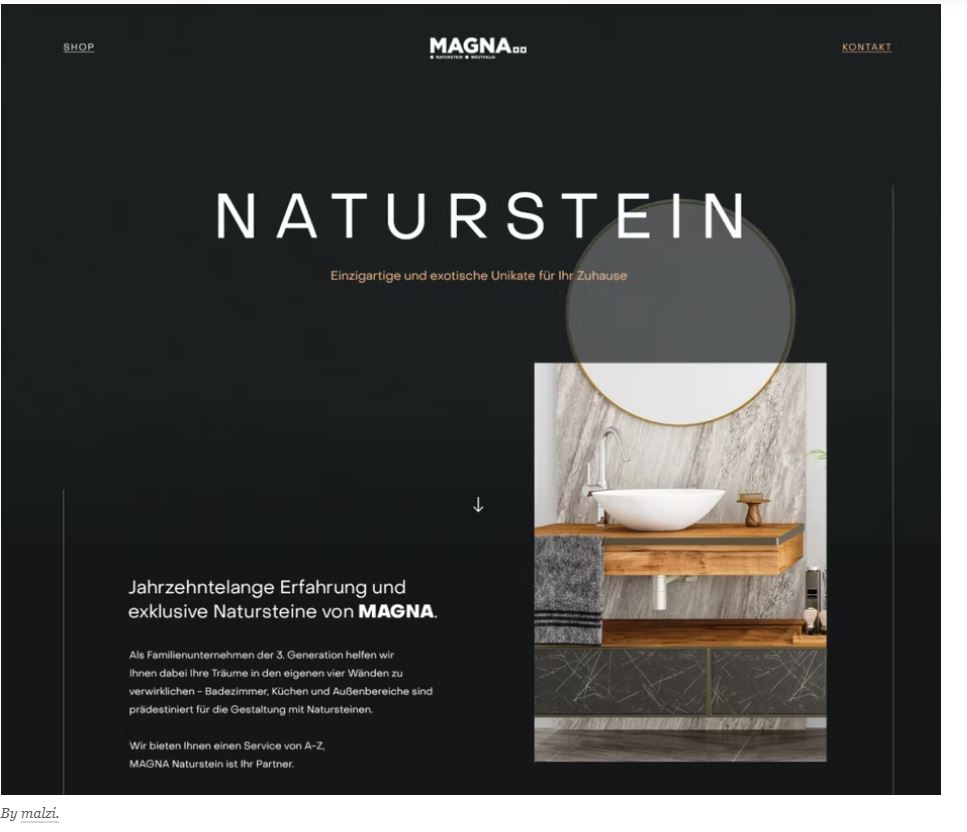 SHOP
MAGNA
NATURSTEIN WESTFALIA
KONTAKT
NATURSTEIN
Einzigartige und exotische Unikate für Ihr Zuhause
Jahrzehntelange Erfahrung und
exklusive Natursteine von MAGNA.
Als Familienunternehmen der 3. Generation helfen wir
Ihnen dabei Ihre Träume in den eigenen vier Wänden zu
verwirklichen – Badezimmer, Küchen und Außenbereiche sind
prädestiniert für die Gestaltung mit Natursteinen.
Wir bieten Ihnen einen Service von A–Z,
MAGNA Naturstein ist Ihr Partner.
By malzi.